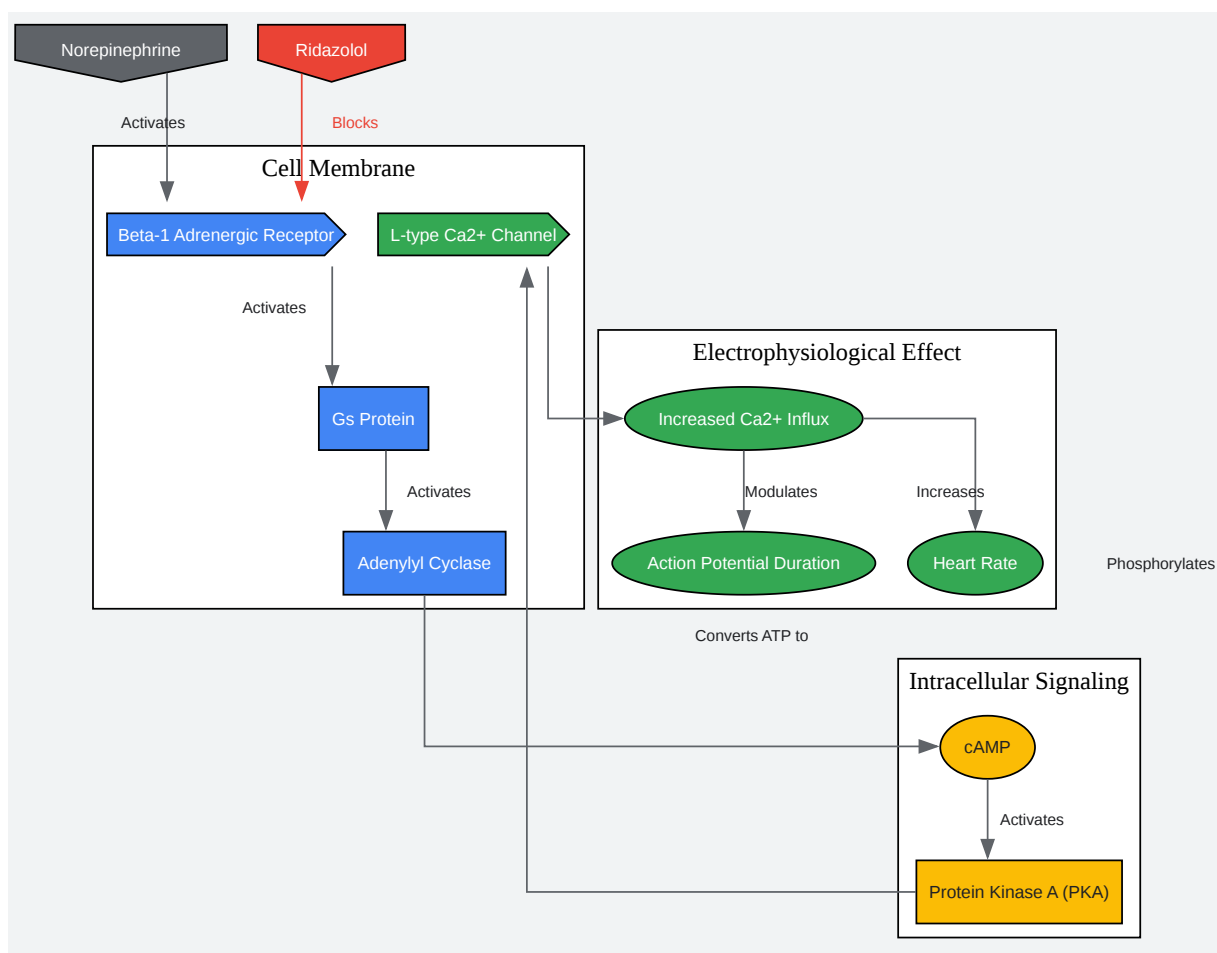 Norepinephrine
Ridazolol
Activates
Blocks
Cell Membrane
Beta-1 Adrenergic Receptor
L-type Ca2+ Channel
Activates
Electrophysiological Effect
Gs Protein
Increased Ca2+ Influx
Activates
Modulates
Increases
Adenylyl Cyclase
Action Potential Duration
Heart Rate
Phosphorylates
Converts ATP to
Intracellular Signaling
cAMP
Activates
Protein Kinase A (PKA)